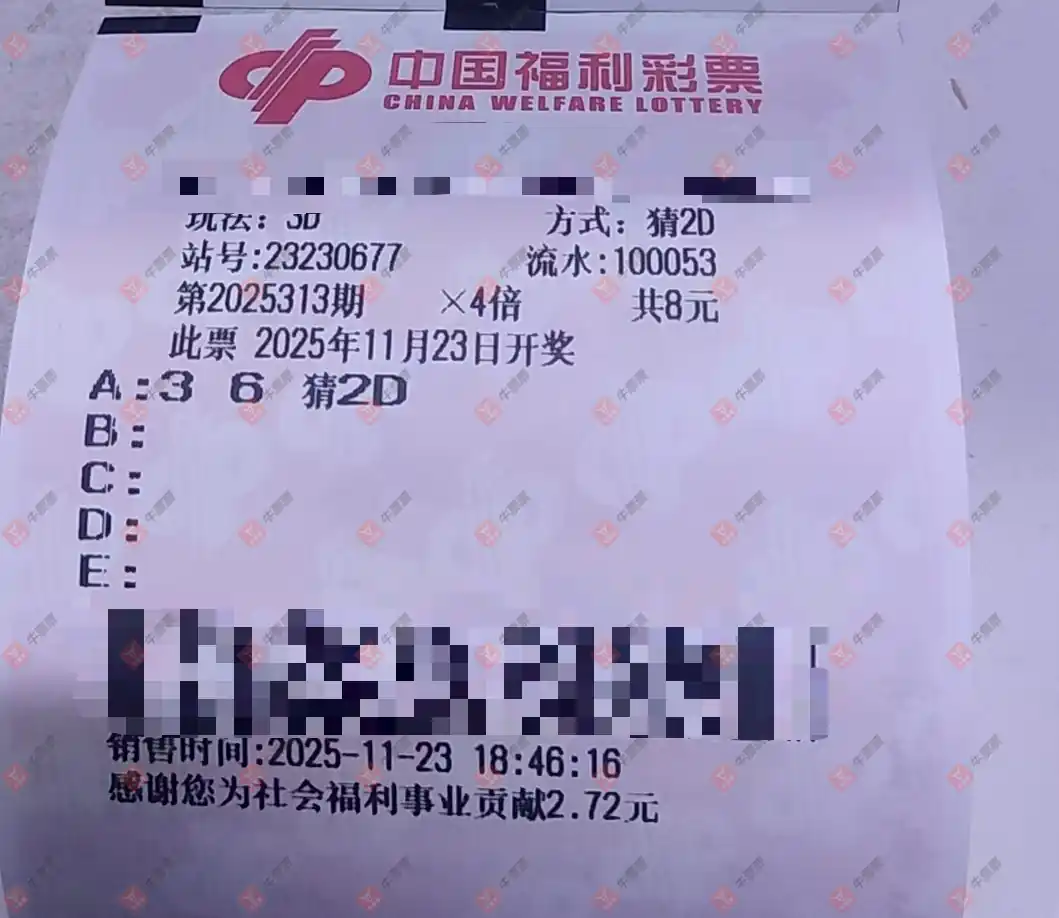 中国福利彩票
CHINA WELFARE LOTTERY
玩法：3D 方式：猜2D
站号:23230677 流水:100053
第2025313期 ×4倍 共8元
此票 2025年11月23日开奖
A:3 6 猜2D
B:
C:
D:
E:
销售时间:2025-11-23 18:46:16
感谢您为社会福利事业贡献2.72元